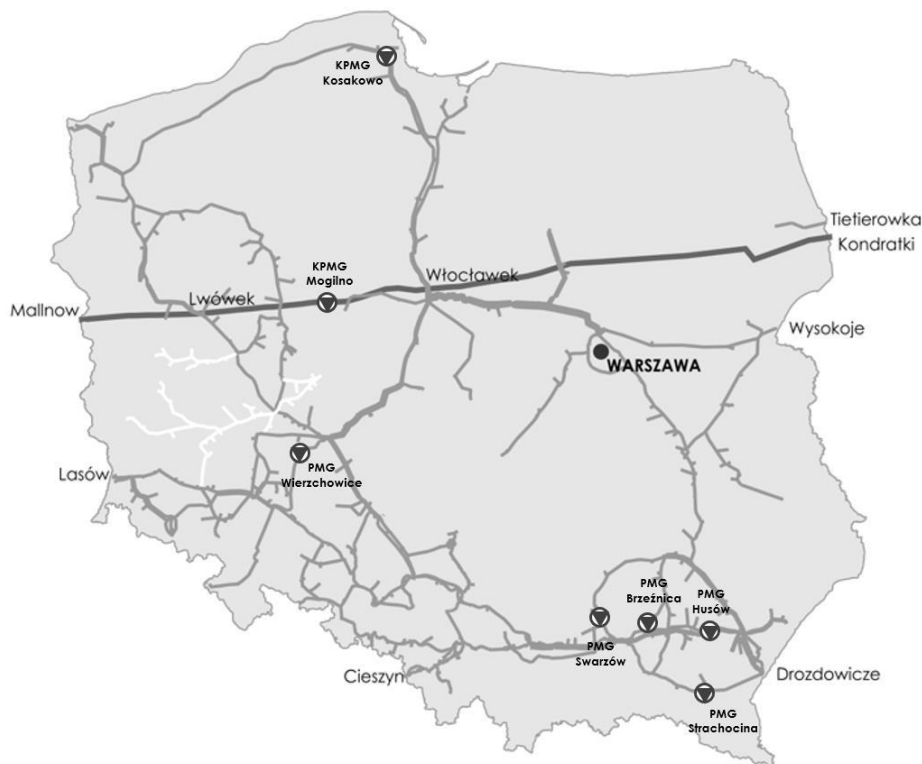 KPMG
Kosakowo
Tietierowka
Kondratki
KPMG
Mogilno
Włocławek
Lwówek
Mallnow
Wysokoje
WARSZAWA
Lasów
PMG
Wierzchowice
PMG
Brzeźnica
PMG
Husów
PMG
Swarzów
Cieszyn
Drozdowicze
PMG
Strachocina